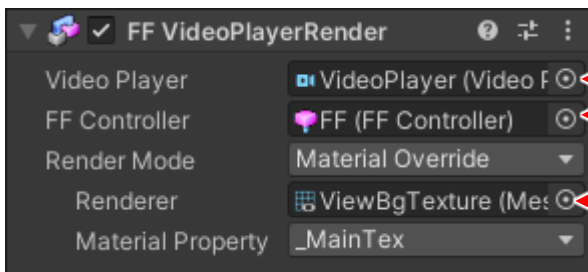 FF VideoPlayerRender
Video Player VideoPlayer (Video P
FF Controller FF (FF Controller)
Render Mode Material Override
Renderer ViewBgTexture (Mes
Material Property _MainTex